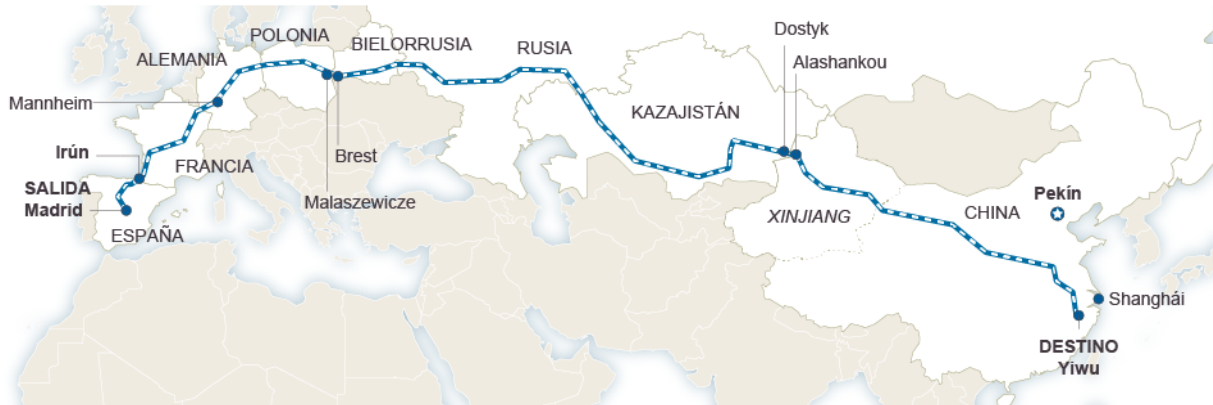 Dostyk
POLONIA
BIELORRUSIA
RUSIA
ALEMANIA
Alashankou
Mannheim
KAZAJISTÁN
Irún
Brest
FRANCIA
SALIDA
Madrid
Malaszewicze
Pekín
XINJIANG
CHINA
ESPAÑA
Shanghái
DESTINO
Yiwu